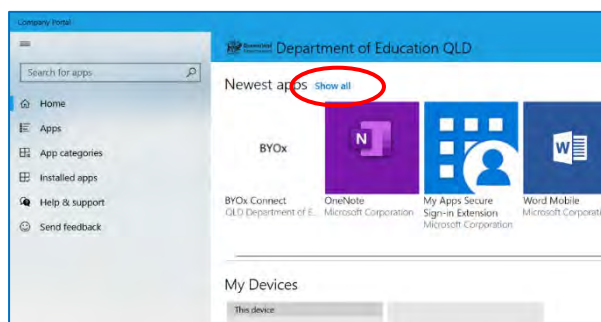 Company Portal
Department of Education QLD
Search for apps
Home
Apps
App categories
Installed apps
Help & support
Send feedback
Newest apps Show all
BYOx
BYOx Connect
QLD Department of E...
OneNote
Microsoft Corporation
My Apps Secure
Sign-in Extension
Microsoft Corporation
Word Mobile
Microsoft Corporati
My Devices
This device